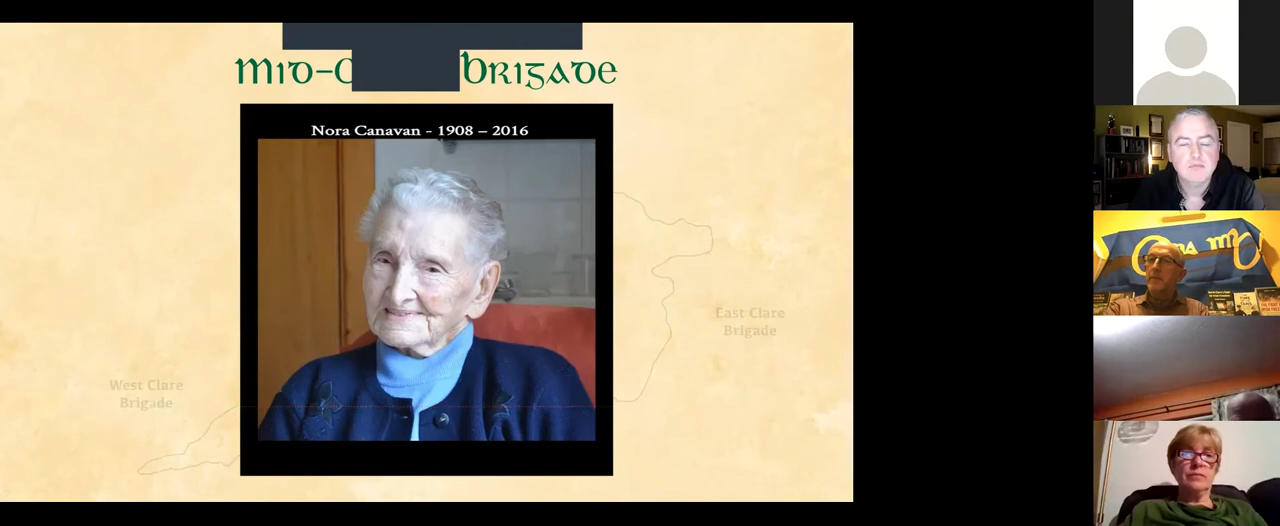 mid-C brigade
Nora Canavan - 1908 – 2016
East Clare
Brigade
West Clare
Brigade